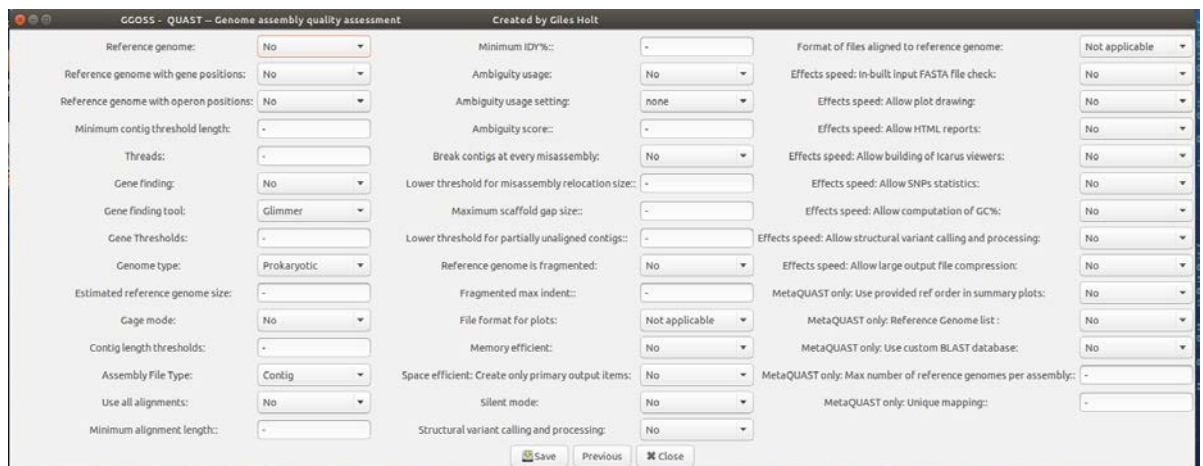 GGOSS - QUAST -- Genome assembly quality assessment Created by Giles Holt
Reference genome: No Minimum IDY%:: - Format of files aligned to reference genome: Not applicable
Reference genome with gene positions: No Ambiguity usage: No Effects speed: In-built input FASTA file check: No
Reference genome with operon positions: No Ambiguity usage setting: none Effects speed: Allow plot drawing: No
Minimum contig threshold length: - Ambiguity score:: - Effects speed: Allow HTML reports: No
Threads: - Break contigs at every misassembly: No Effects speed: Allow building of Icarus viewers: No
Gene finding: No Lower threshold for misassembly relocation size:: - Effects speed: Allow SNPs statistics: No
Gene finding tool: Glimmer Maximum scaffold gap size:: - Effects speed: Allow computation of GC%: No
Gene Thresholds: - Lower threshold for partially unaligned contigs:: - Effects speed: Allow structural variant calling and processing: No
Genome type: Prokaryotic Reference genome is fragmented: No Effects speed: Allow large output file compression: No
Estimated reference genome size: - Fragmented max indent:: - MetaQUAST only: Use provided ref order in summary plots: No
Gage mode: No File format for plots: Not applicable MetaQUAST only: Reference Genome list : No
Contig length thresholds: - Memory efficient: No MetaQUAST only: Use custom BLAST database: No
Assembly File Type: Contig Space efficient: Create only primary output items: No MetaQUAST only: Max number of reference genomes per assembly:: -
Use all alignments: No Silent mode: No MetaQUAST only: Unique mapping:: -
Minimum alignment length:: - Structural variant calling and processing: No
Save Previous Close